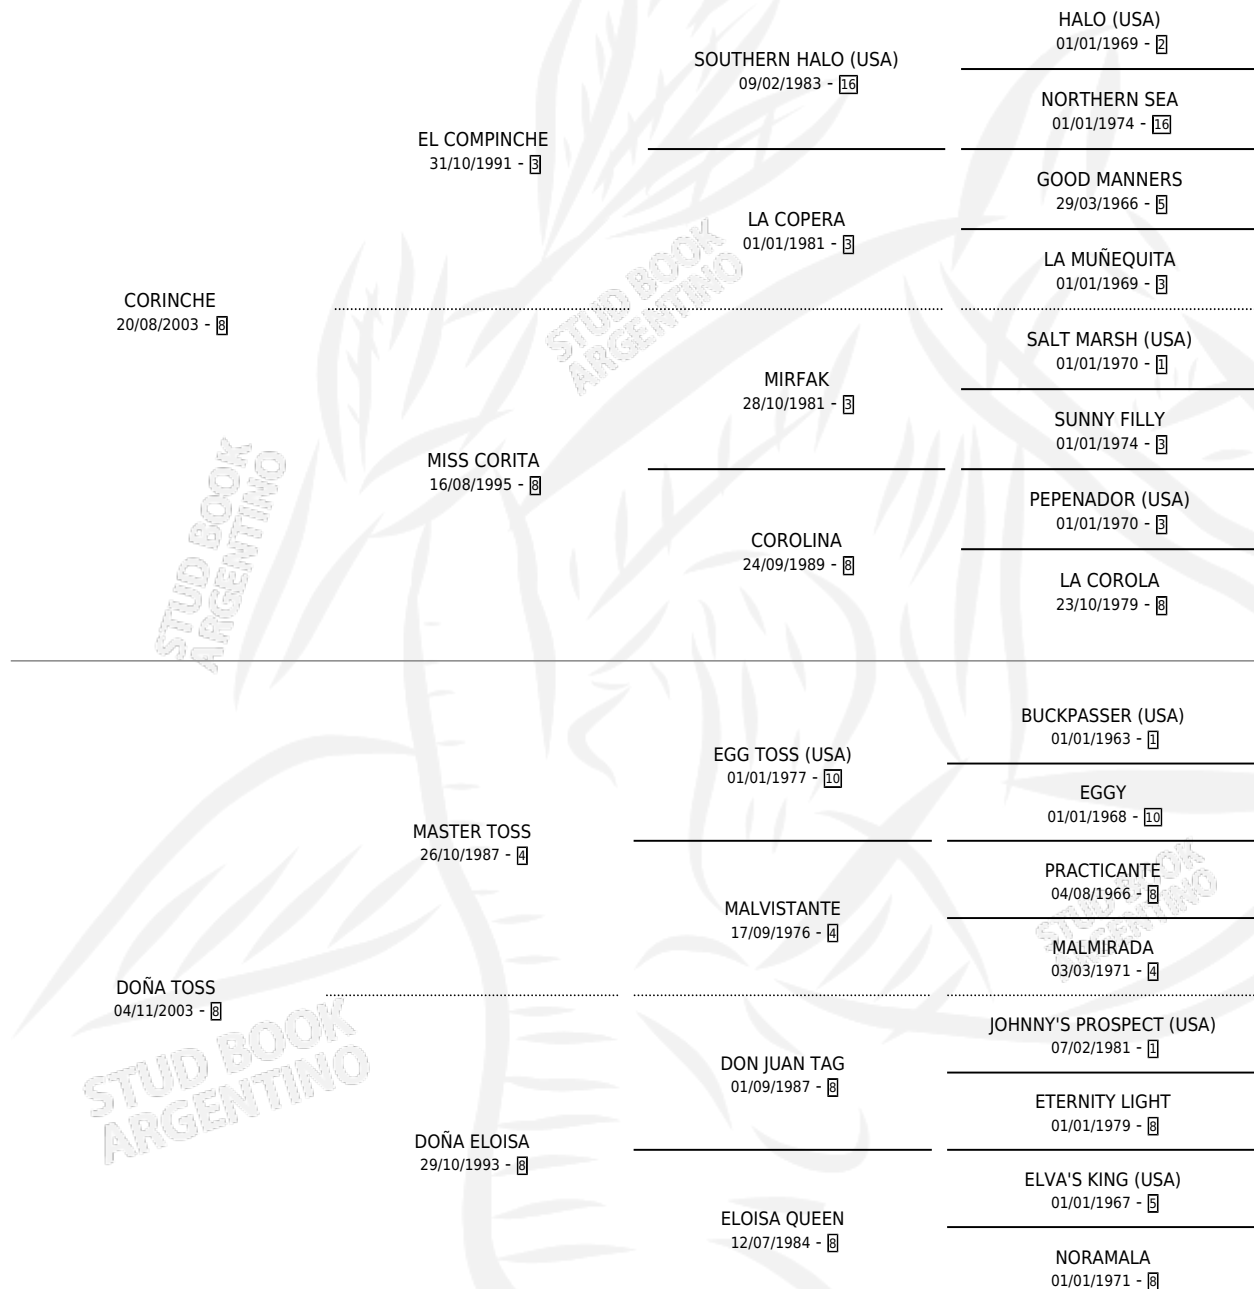 HALO (USA)
01/01/1969 - 2
SOUTHERN HALO (USA)
09/02/1983 - 16
NORTHERN SEA
01/01/1974 - 16
EL COMPINCHE
31/10/1991 - 3
GOOD MANNERS
29/03/1966 - 5
LA COPERA
01/01/1981 - 3
LA MUÑEQUITA
01/01/1969 - 3
CORINCHE
20/08/2003 - 8
STUD BOOK
ARGENTINO
SALT MARSH (USA)
01/01/1970 - 1
MIRFAK
28/10/1981 - 3
SUNNY FILLY
01/01/1974 - 3
MISS CORITA
16/08/1995 - 8
PEPENADOR (USA)
01/01/1970 - 3
COROLINA
24/09/1989 - 8
LA COROLA
23/10/1979 - 8
STUD BOOK
ARGENTINO
BUCKPASSER (USA)
01/01/1963 - 1
EGG TOSS (USA)
01/01/1977 - 10
EGGY
01/01/1968 - 10
MASTER TOSS
26/10/1987 - 4
PRACTICANTE
04/08/1966 - 8
MALVISTANTE
17/09/1976 - 4
MALMIRADA
03/03/1971 - 4
STUD BOOK
ARGENTINO
DOÑA TOSS
04/11/2003 - 8
JOHNNY'S PROSPECT (USA)
07/02/1981 - 1
DON JUAN TAG
01/09/1987 - 8
ETERNITY LIGHT
01/01/1979 - 8
STUD BOOK
ARGENTINO
DOÑA ELOISA
29/10/1993 - 8
ELVA'S KING (USA)
01/01/1967 - 5
ELOISA QUEEN
12/07/1984 - 8
NORAMALA
01/01/1971 - 8